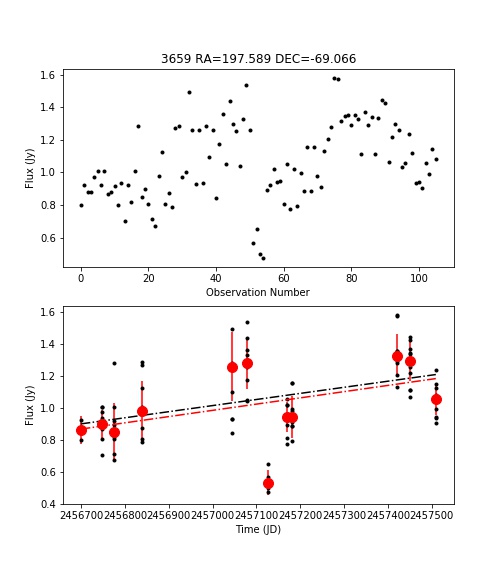 3659 RA=197.589 DEC=-69.066
1.6
1.4
1.2
1.0
0.8
0.6
Flux (Jy)
0 20 40 60 80 100
Observation Number
1.6
1.4
1.2
1.0
0.8
0.6
0.4
Flux (Jy)
2456700 2456800 2456900 2457000 2457100 2457200 2457300 2457400 2457500
Time (JD)